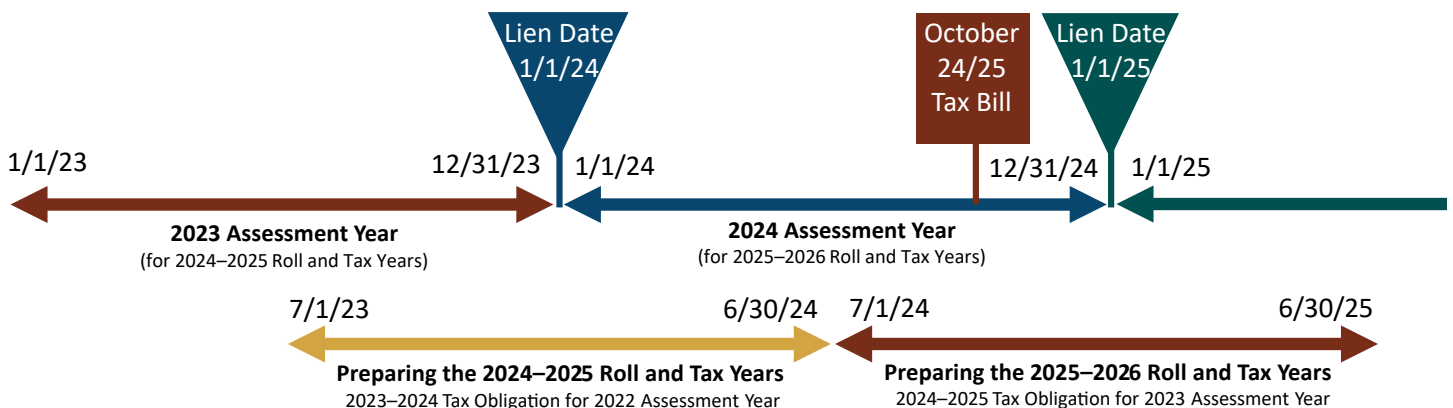 Lien Date
1/1/24
October
24/25
Tax Bill
Lien Date
1/1/25
1/1/23
12/31/23
1/1/24
12/31/24
1/1/25
2023 Assessment Year
(for 2024–2025 Roll and Tax Years)
2024 Assessment Year
(for 2025–2026 Roll and Tax Years)
7/1/23
6/30/24
7/1/24
6/30/25
Preparing the 2024–2025 Roll and Tax Years
2023–2024 Tax Obligation for 2022 Assessment Year
Preparing the 2025–2026 Roll and Tax Years
2024–2025 Tax Obligation for 2023 Assessment Year